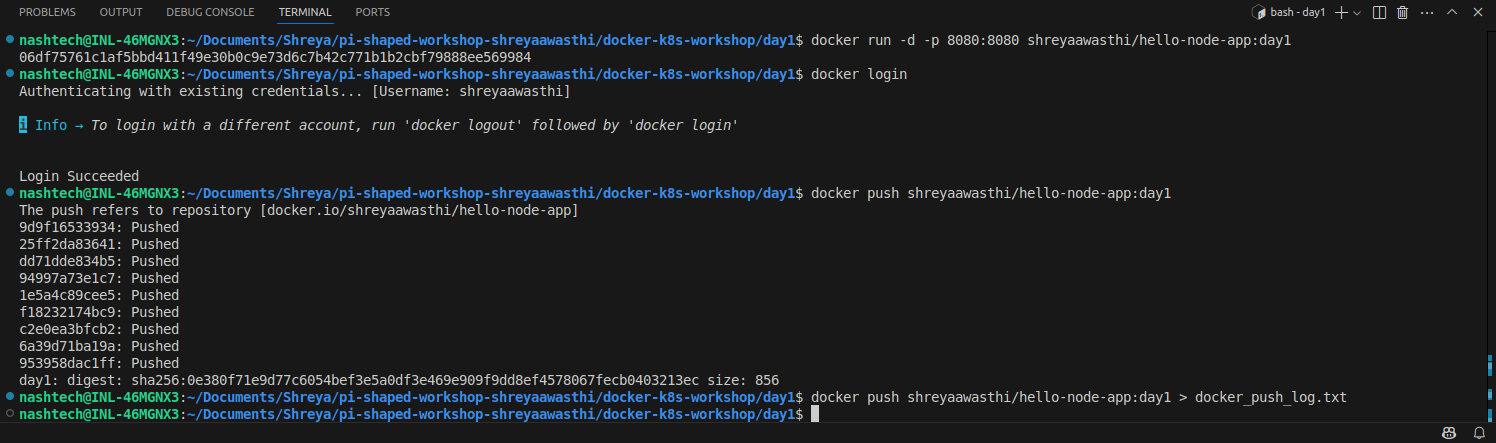 PROBLEMS OUTPUT DEBUG CONSOLE TERMINAL PORTS bash - day1
nashtech@INL-46MGNX3:~/Documents/Shreya/pi-shaped-workshop-shreyaawasthi/docker-k8s-workshop/day1$ docker run -d -p 8080:8080 shreyaawasthi/hello-node-app:day1
06df75761c1af5bbd411f49e30b0c9e73d6c7b42c771b1b2cbf79888ee569984
nashtech@INL-46MGNX3:~/Documents/Shreya/pi-shaped-workshop-shreyaawasthi/docker-k8s-workshop/day1$ docker login
Authenticating with existing credentials... [Username: shreyaawasthi]
i Info → To login with a different account, run 'docker logout' followed by 'docker login'
Login Succeeded
nashtech@INL-46MGNX3:~/Documents/Shreya/pi-shaped-workshop-shreyaawasthi/docker-k8s-workshop/day1$ docker push shreyaawasthi/hello-node-app:day1
The push refers to repository [docker.io/shreyaawasthi/hello-node-app]
9d9f16533934: Pushed
25ff2da83641: Pushed
dd71dde834b5: Pushed
94997a73e1c7: Pushed
1e5a4c89cee5: Pushed
f18232174bc9: Pushed
c2e0ea3bfcb2: Pushed
6a39d71ba19a: Pushed
953958dac1ff: Pushed
day1: digest: sha256:0e380f71e9d77c6054bef3e5a0df3e469e909f9dd8ef4578067fecb0403213ec size: 856
nashtech@INL-46MGNX3:~/Documents/Shreya/pi-shaped-workshop-shreyaawasthi/docker-k8s-workshop/day1$ docker push shreyaawasthi/hello-node-app:day1 > docker_push_log.txt
nashtech@INL-46MGNX3:~/Documents/Shreya/pi-shaped-workshop-shreyaawasthi/docker-k8s-workshop/day1$